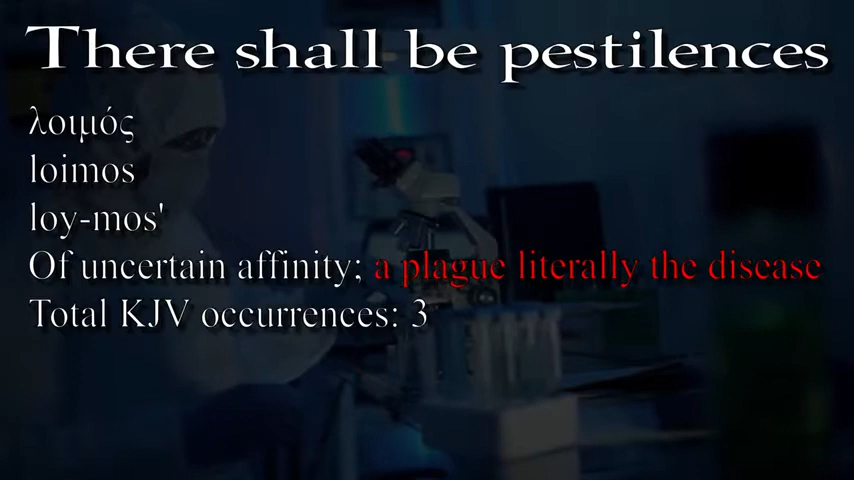 There shall be pestilences
λοιμός
loimos
loy-mos'
Of uncertain affinity; a plague literally the disease
Total KJV occurrences: 3